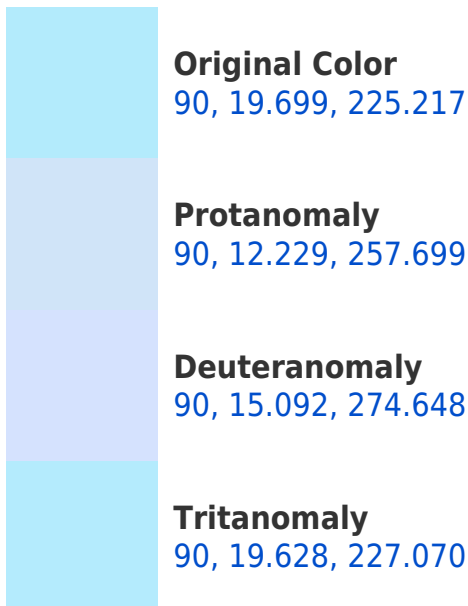 Original Color
90, 19.699, 225.217
Protanomaly
90, 12.229, 257.699
Deuteranomaly
90, 15.092, 274.648
Tritanomaly
90, 19.628, 227.070